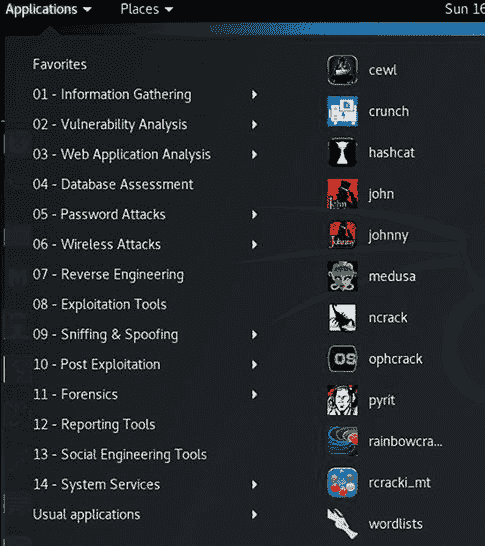 Applications Places Sun 16
Favorites
01 - Information Gathering
02 - Vulnerability Analysis
03 - Web Application Analysis
04 - Database Assessment
05 - Password Attacks
06 - Wireless Attacks
07 - Reverse Engineering
08 - Exploitation Tools
09 - Sniffing & Spoofing
10 - Post Exploitation
11 - Forensics
12 - Reporting Tools
13 - Social Engineering Tools
14 - System Services
Usual applications
cewl
crunch
hashcat
john
johnny
medusa
ncrack
OS
ophcrack
pyrit
rainbowcra...
rcracki_mt
wordlists